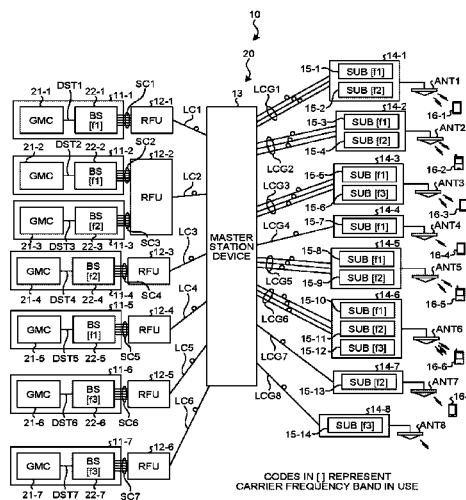 10
20
21-1 DST1 22-1 11-1 SC1 12-1
GMC BS [f1] RFU LC1
21-2 DST2 22-2 11-2 SC2 12-2
GMC BS [f1] RFU LC2
GMC BS [f2]
21-3 DST3 22-3 11-3 SC3 LC3 12-3
GMC BS [f2] RFU
21-4 DST4 22-4 11-4 SC4 LC4 12-4
GMC BS [f1] RFU
21-5 DST5 22-5 11-5 SC5 LC5
11-6 12-5
GMC BS [f3] RFU
21-6 DST6 22-6 SC6 LC6
11-7 12-6
GMC BS [f3] RFU
21-7 DST7 22-7 SC7
13
MASTER
STATION
DEVICE
LCG1
LCG2
LCG3
LCG4
LCG5
LCG6
LCG7
LCG8
14-1
15-1 SUB [f1] ANT1
15-2 SUB [f2] 16-1
14-2
15-3 SUB [f1] ANT2
15-4 SUB [f2] 16-2
14-3
15-5 SUB [f1] ANT3
15-6 SUB [f3] 16-3
14-4
15-7 SUB [f1] ANT4
16-4
14-5
15-8 SUB [f1] ANT5
15-9 SUB [f2] 16-5
14-6
15-10 SUB [f1] ANT6
15-11 SUB [f2] 16-6
15-12 SUB [f3]
14-7
15-13 SUB [f2] ANT7
16-
14-8
15-14 SUB [f3] ANT8
CODES IN [ ] REPRESENT
CARRIER FREQUENCY BAND IN USE